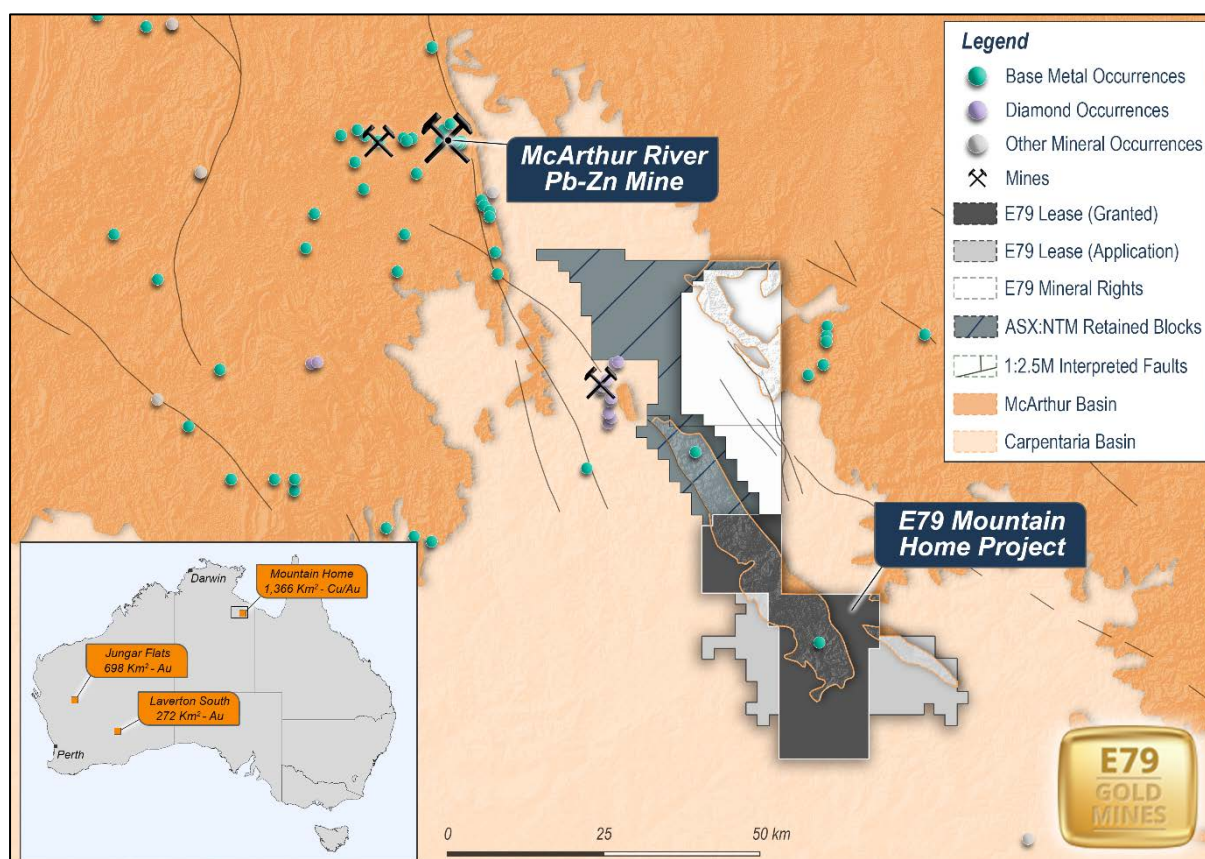 Legend
Base Metal Occurrences
Diamond Occurrences
Other Mineral Occurrences
Mines
E79 Lease (Granted)
E79 Lease (Application)
E79 Mineral Rights
ASX:NTM Retained Blocks
1:2.5M Interpreted Faults
McArthur Basin
Carpentaria Basin
McArthur River
Pb-Zn Mine
E79 Mountain
Home Project
Darwin
Mountain Home
1,366 Km² - Cu/Au
Jungar Flats
698 Km² - Au
Laverton South
272 Km² - Au
Perth
0
25
50 km
E79
GOLD
MINES